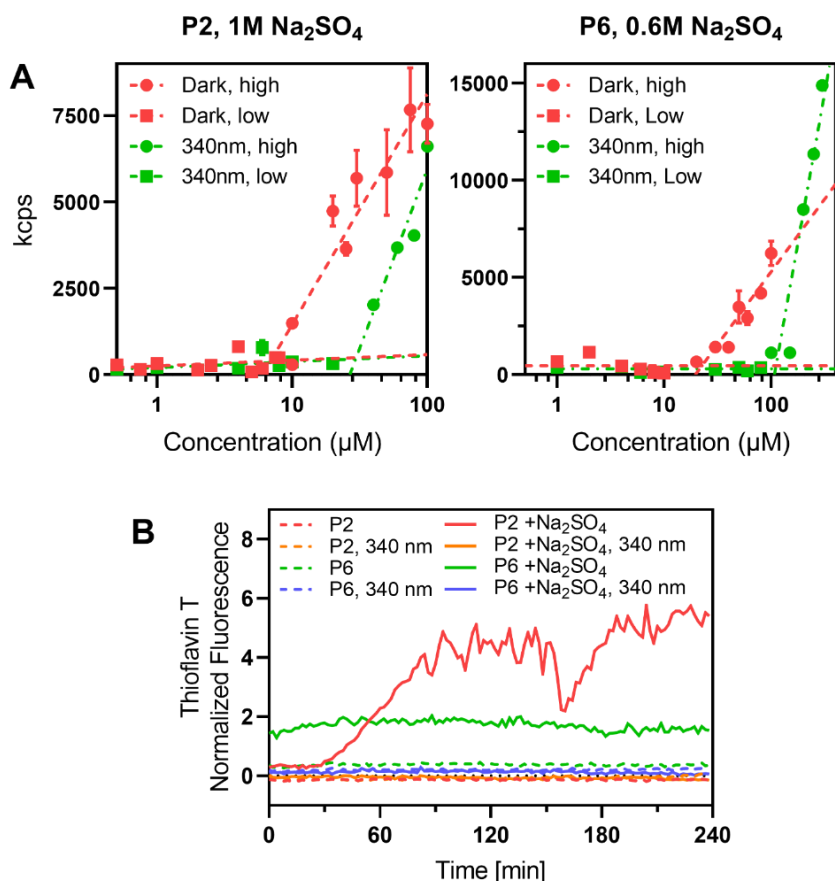 P2, 1M Na₂SO₄
P6, 0.6M Na₂SO₄
A
Dark, high
Dark, low
340nm, high
340nm, low
kcps
7500
5000
2500
0
1
10
100
Concentration (µM)
Dark, high
Dark, Low
340nm, high
340nm, Low
15000
10000
5000
0
1
10
100
Concentration (µM)
B
P2
P2, 340 nm
P6
P6, 340 nm
P2 +Na₂SO₄
P2 +Na₂SO₄, 340 nm
P6 +Na₂SO₄
P6 +Na₂SO₄, 340 nm
Thioflavin T
Normalized Fluorescence
8
6
4
2
0
0
60
120
180
240
Time [min]